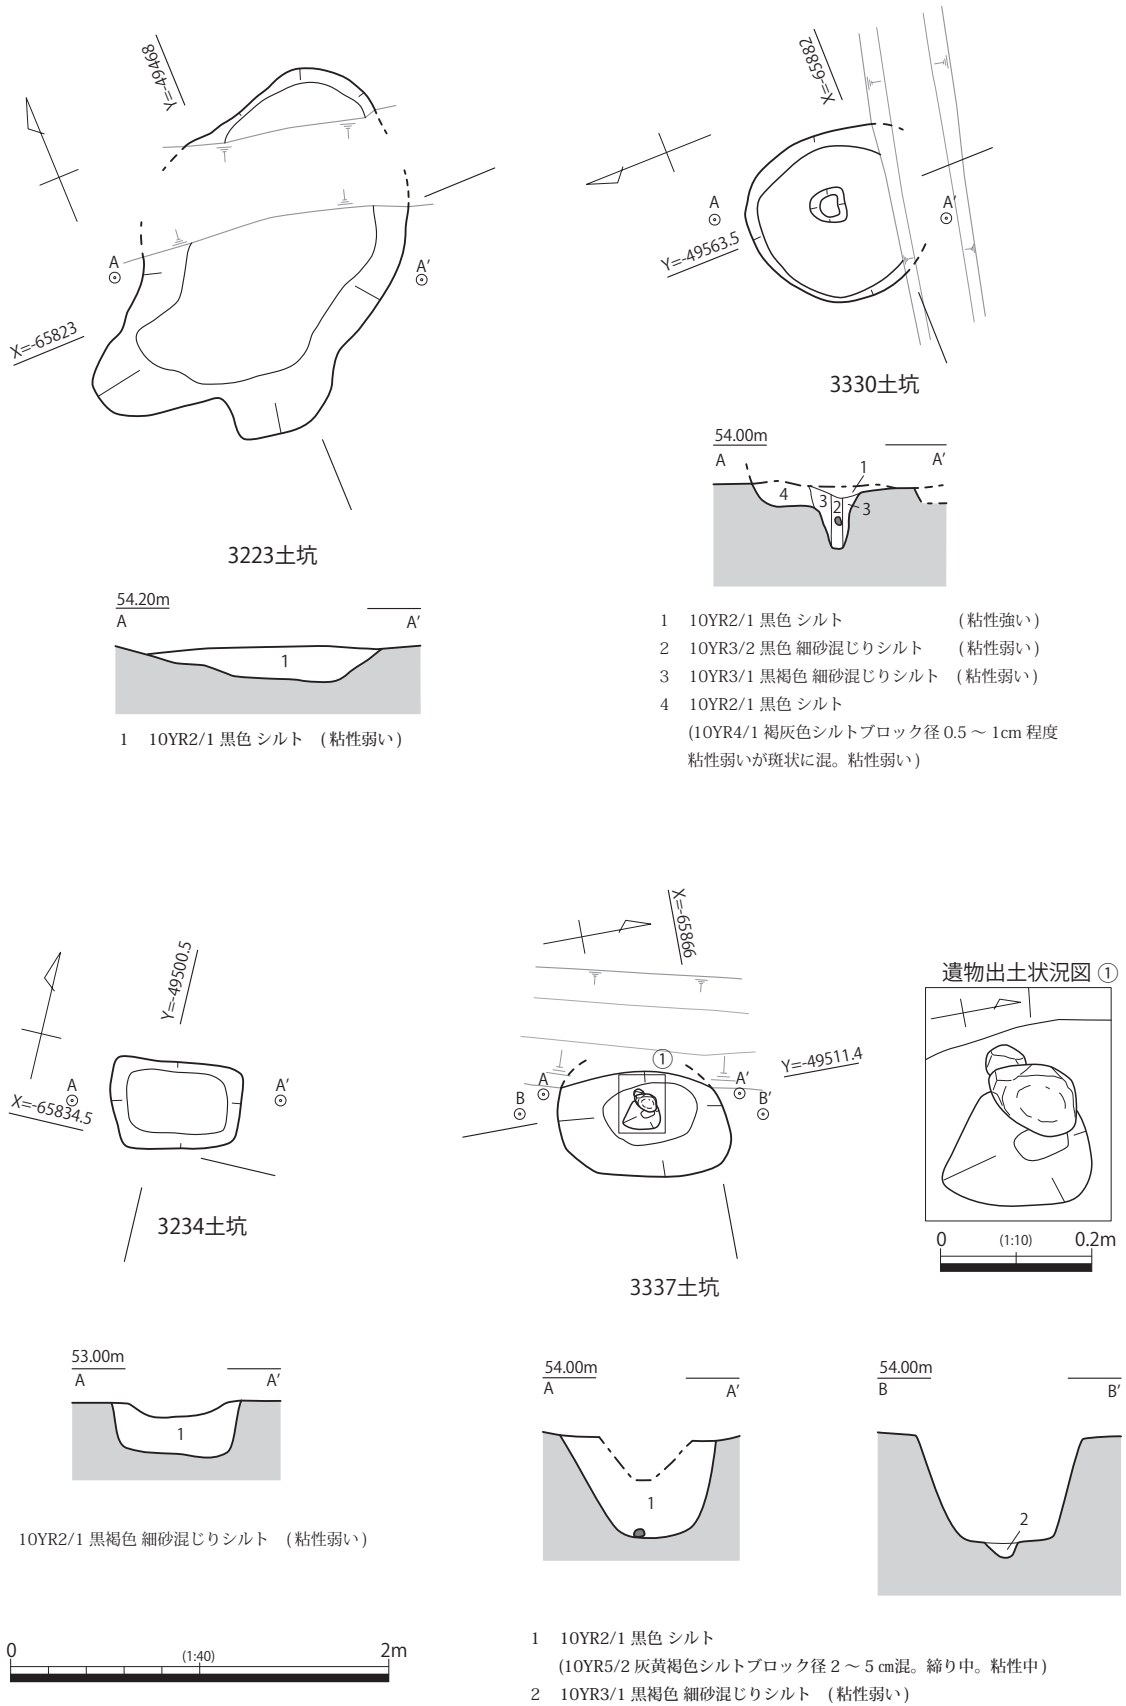 Y=-49468
A
A′
X=-65823
3223土坑
54.20m
A
A′
1
1 10YR2/1 黒色 シルト (粘性弱い)
X=-65882
A
A′
Y=-49563.5
3330土坑
54.00m
A
A′
1
4
3
2
3
1 10YR2/1 黒色 シルト (粘性強い)
2 10YR3/2 黒色 細砂混じりシルト (粘性弱い)
3 10YR3/1 黒褐色 細砂混じりシルト (粘性弱い)
4 10YR2/1 黒色 シルト
(10YR4/1 褐灰色シルトブロック径 0.5 ～ 1cm 程度
粘性弱いが斑状に混。粘性弱い)
Y=-49500.5
A
A′
X=-65834.5
3234土坑
53.00m
A
A′
1
10YR2/1 黒褐色 細砂混じりシルト (粘性弱い)
X=-65866
①
Y=-49511.4
A
A′
B
B′
3337土坑
遺物出土状況図 ①
0 (1:10) 0.2m
54.00m
A
A′
1
54.00m
B
B′
2
1 10YR2/1 黒色 シルト
(10YR5/2 灰黄褐色シルトブロック径 2 ～ 5 ㎝混。締り中。粘性中)
2 10YR3/1 黒褐色 細砂混じりシルト (粘性弱い)
0 (1:40) 2m